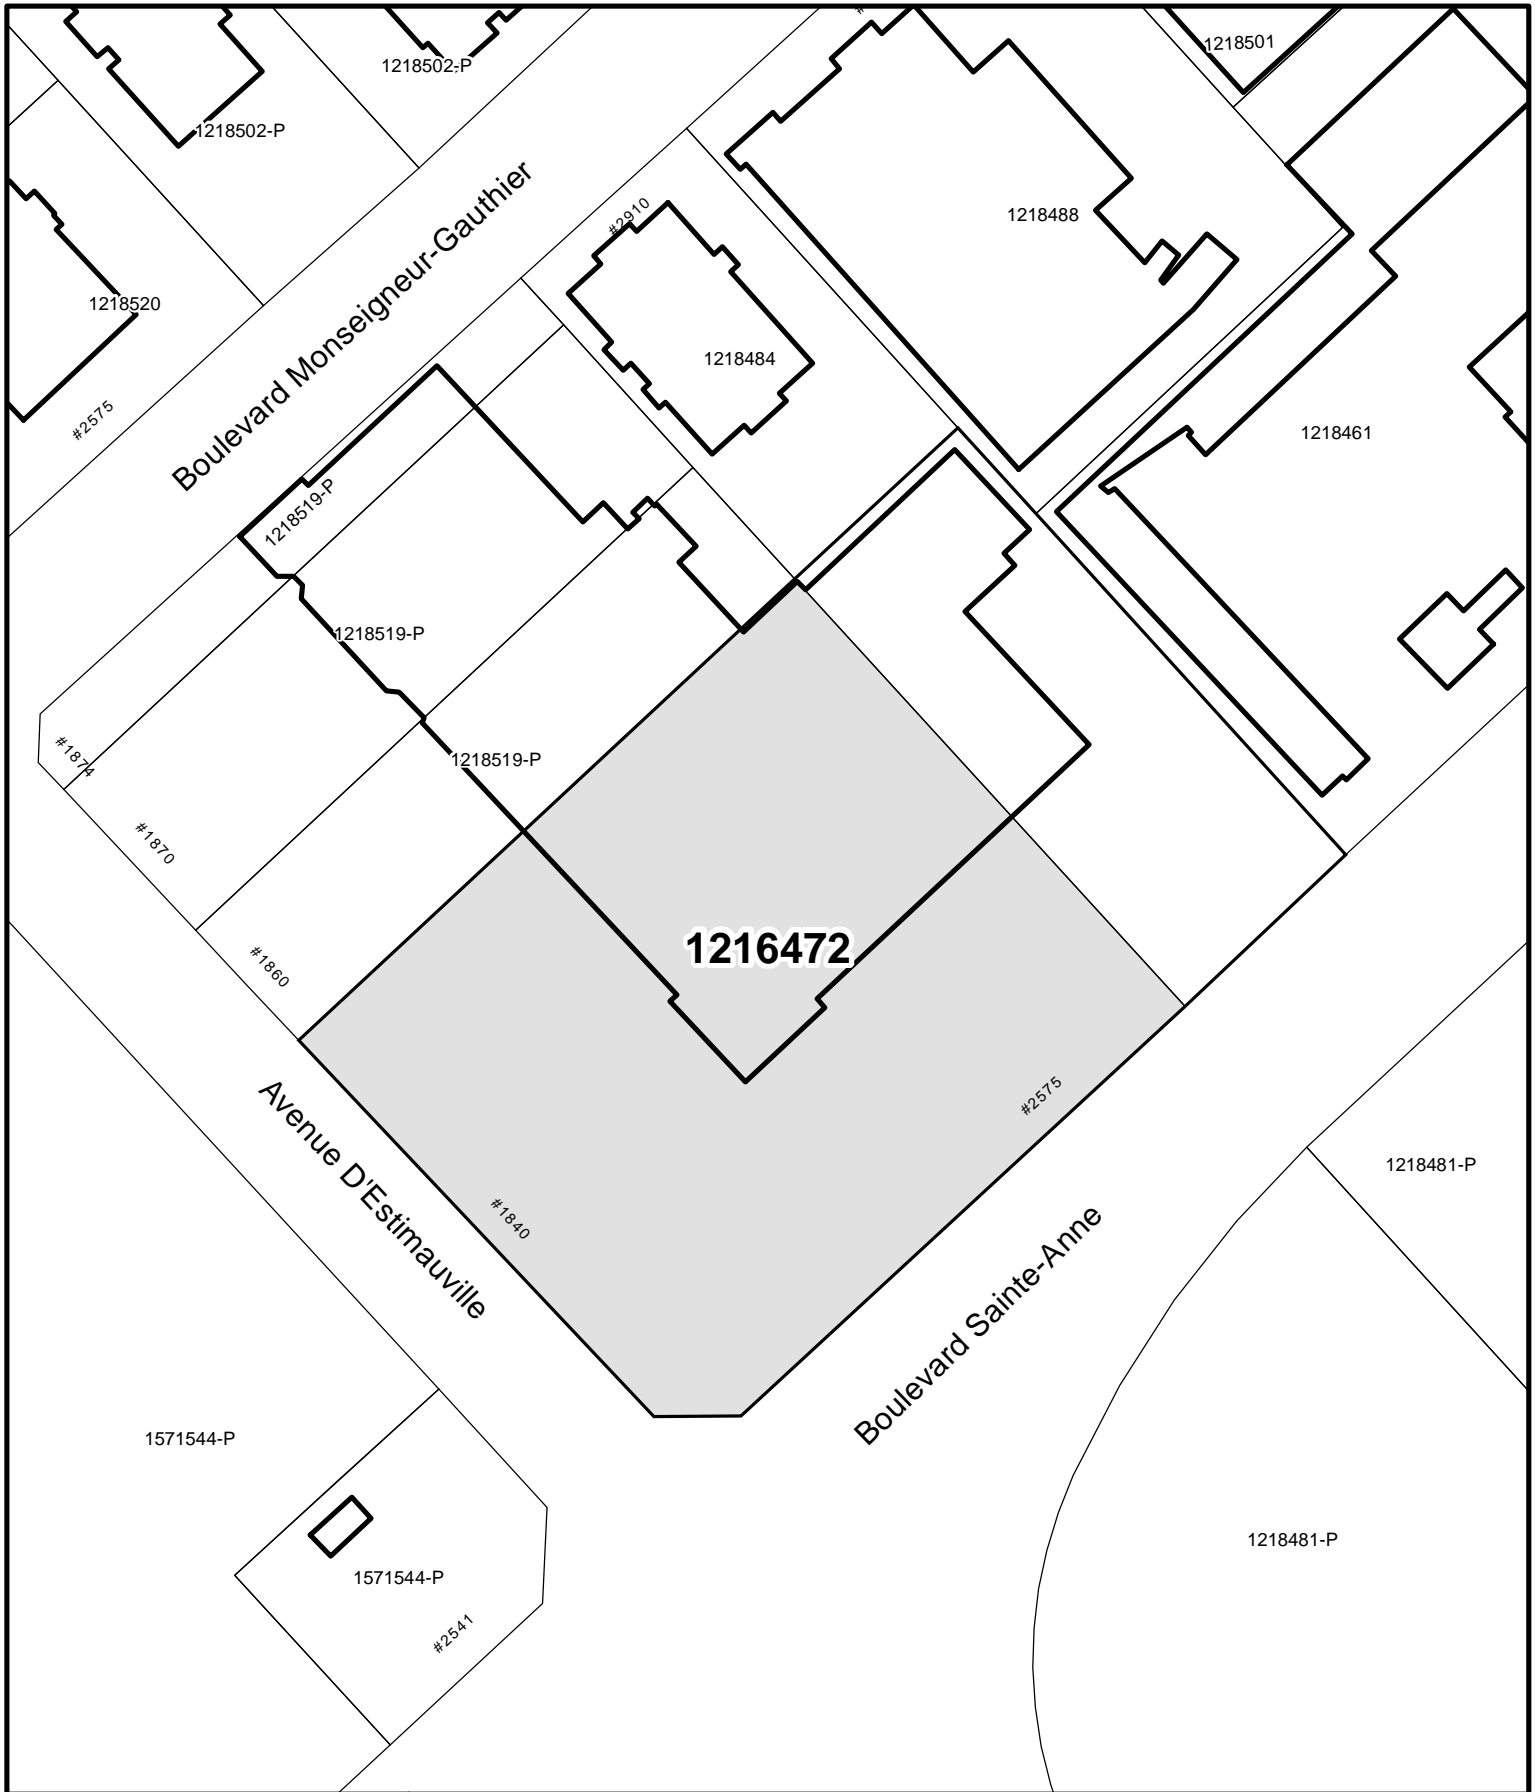 1218501
1218502-P
1218502-P
#2910
1218488
1218520
Boulevard Monseigneur-Gauthier
1218484
#2575
1218461
1218519-P
1218519-P
1218519-P
#1874
#1870
#1860
1216472
#2575
Avenue D'Estimauville
#1840
1218481-P
Boulevard Sainte-Anne
1571544-P
1218481-P
1571544-P
#2541